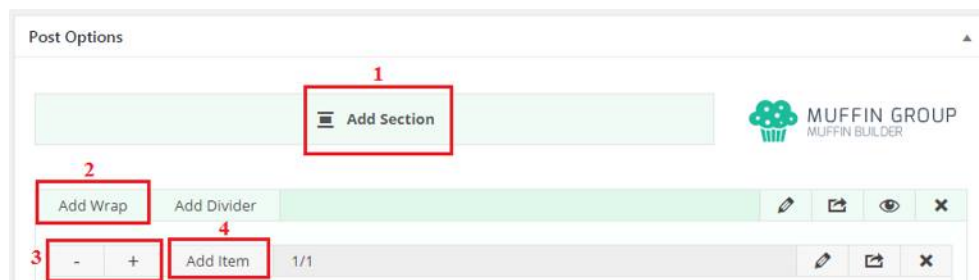 Post Options
1
Add Section
MUFFIN GROUP
MUFFIN BUILDER
2
Add Wrap Add Divider
4
3 - + Add Item 1/1